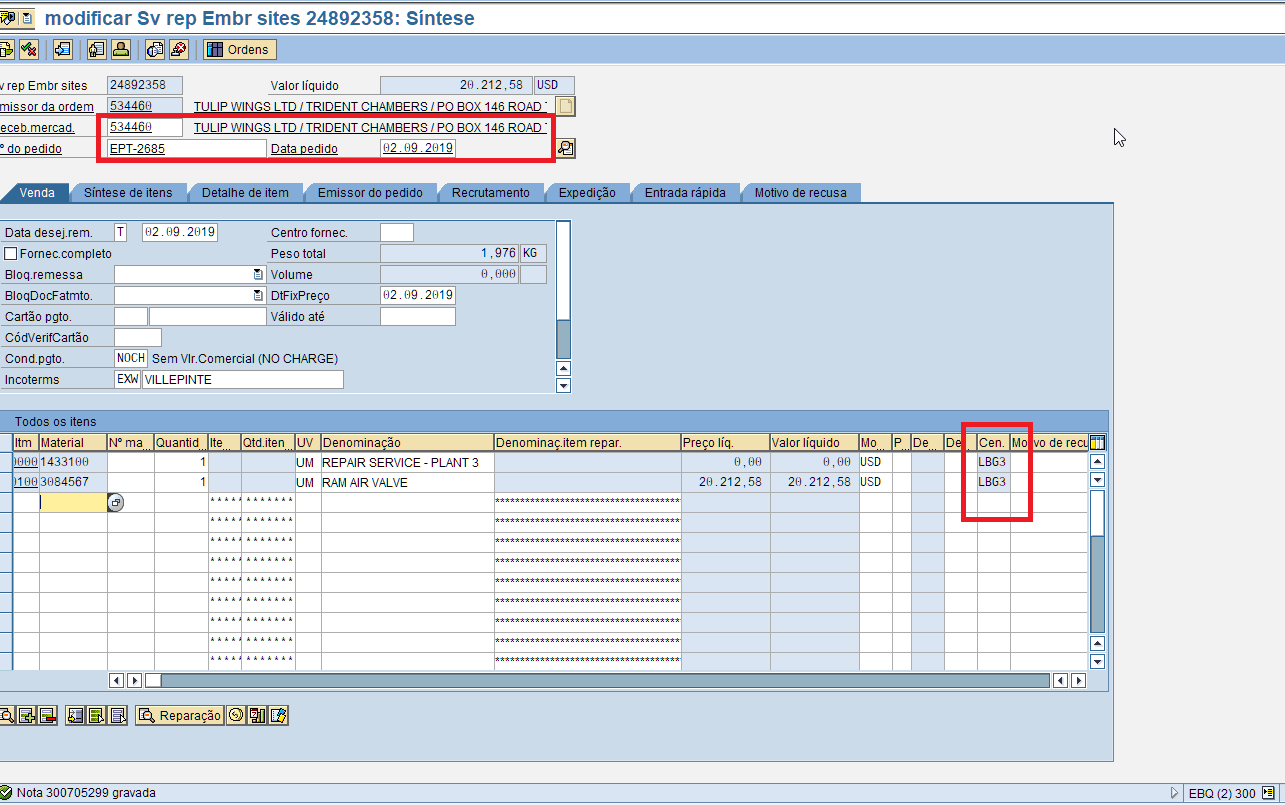 modificar Sv rep Embr sites 24892358: Síntese
Ordens
v rep Embr sites 24892358 Valor líquido 20.212,58 USD
missor da ordem 534460 TULIP WINGS LTD / TRIDENT CHAMBERS / PO BOX 146 ROAD
eceb.mercad. 534460 TULIP WINGS LTD / TRIDENT CHAMBERS / PO BOX 146 ROAD
º do pedido EPT-2685 Data pedido 02.09.2019
Venda Síntese de itens Detalhe de item Emissor do pedido Recrutamento Expedição Entrada rápida Motivo de recusa
Data desej.rem. T 02.09.2019 Centro fornec.
Fornec.completo Peso total 1,976 KG
Bloq.remessa Volume 0,000
BloqDocFatmto. DtFixPreço 02.09.2019
Cartão pgto. Válido até
CódVerifCartão
Cond.pgto. NOCH Sem Vlr.Comercial (NO CHARGE)
Incoterms EXW VILLEPINTE
Todos os itens
Itm Material Nº ma... Quantid... Ite... Qtd.iten... UV Denominação Denominaç.item repar. Preço líq. Valor líquido Mo... P... De... De... Cen. Motivo de recu
0000 1433100 1 UM REPAIR SERVICE - PLANT 3 0,00 0,00 USD LBG3
0100 3084567 1 UM RAM AIR VALVE 20.212,58 20.212,58 USD LBG3
Reparação
Nota 300705299 gravada EBQ (2) 300